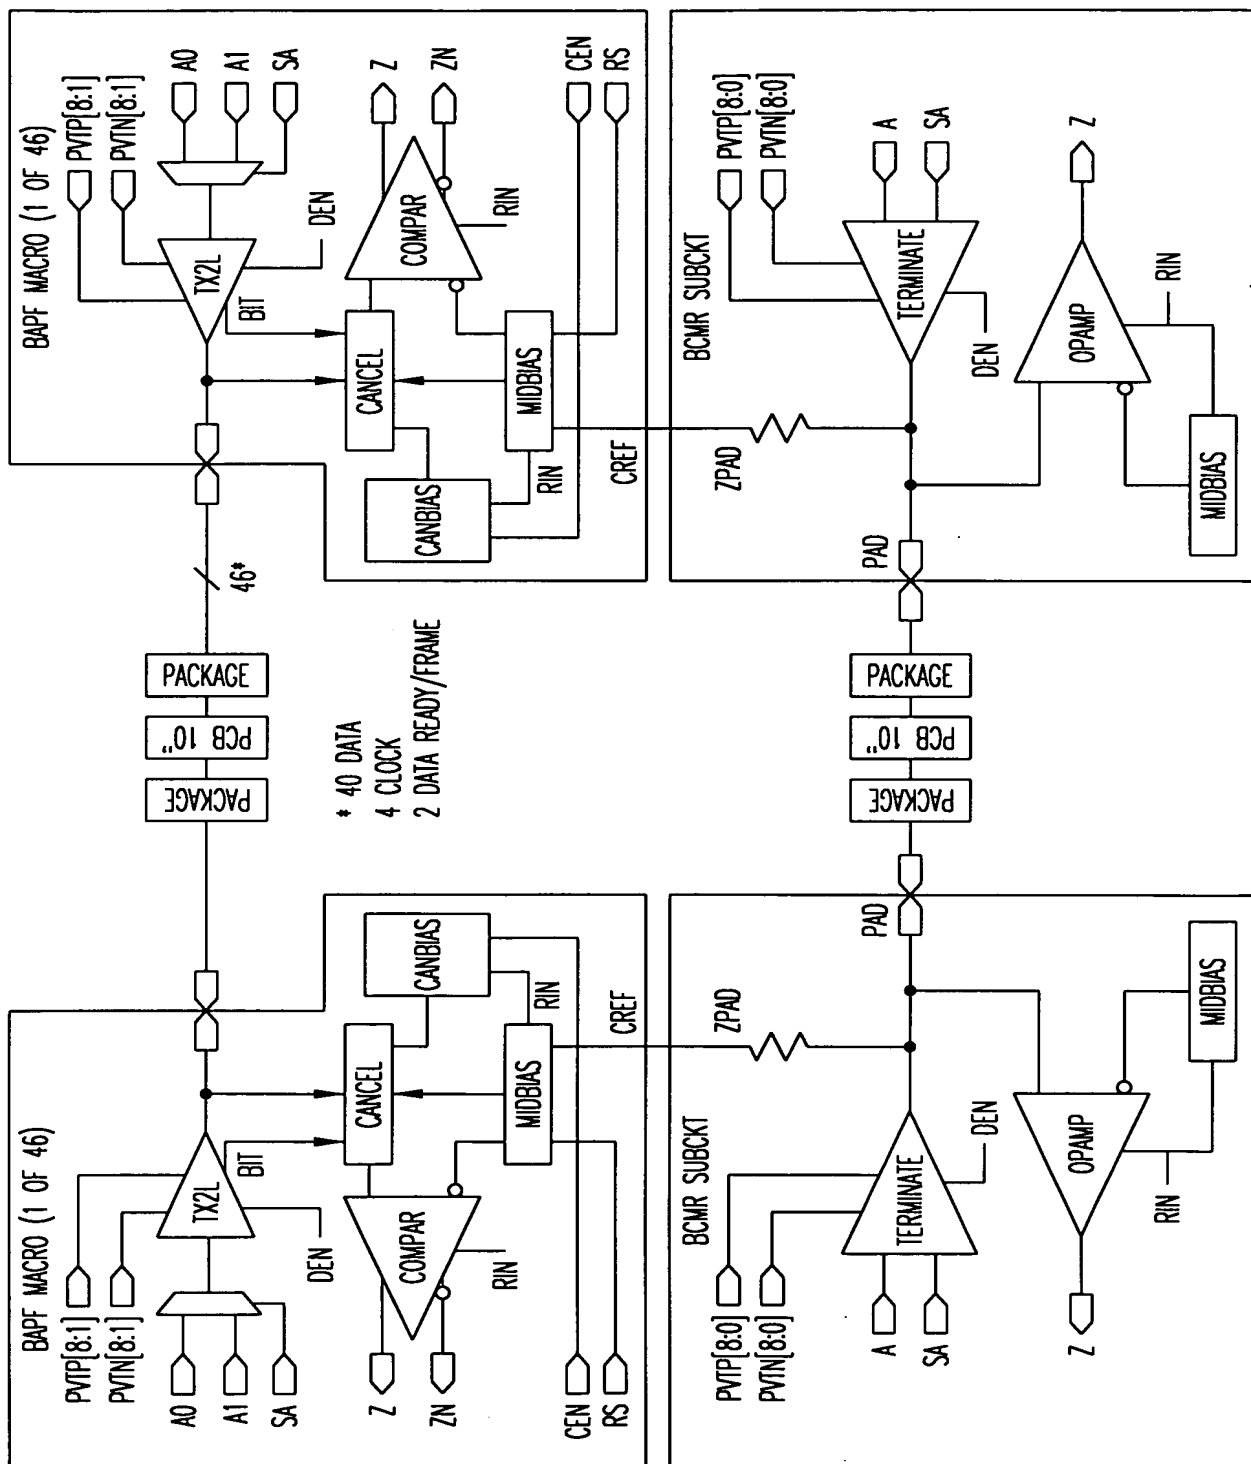 BAPF MACRO (1 OF 46)
PVTP[8:1]
PVTN[8:1]
A0
A1
SA
TX2L
BIT
DEN
CANCEL
CANBIAS
COMPAR
MIDBIAS
RIN
RIN
Z
ZN
CEN
RS
CREF
PACKAGE
PCB 10"
PACKAGE
46*
* 40 DATA
4 CLOCK
2 DATA READY/FRAME
BAPF MACRO (1 OF 46)
PVTP[8:1]
PVTN[8:1]
A0
A1
SA
TX2L
BIT
DEN
CANCEL
CANBIAS
COMPAR
MIDBIAS
RIN
RIN
Z
ZN
CEN
RS
CREF
BCMR SUBCKT
ZPAD
PVTP[8:0]
PVTN[8:0]
A
SA
TERMINATE
DEN
PAD
OPAMP
RIN
MIDBIAS
Z
PACKAGE
PCB 10"
PACKAGE
BCMR SUBCKT
ZPAD
PVTP[8:0]
PVTN[8:0]
A
SA
TERMINATE
DEN
PAD
OPAMP
RIN
MIDBIAS
Z